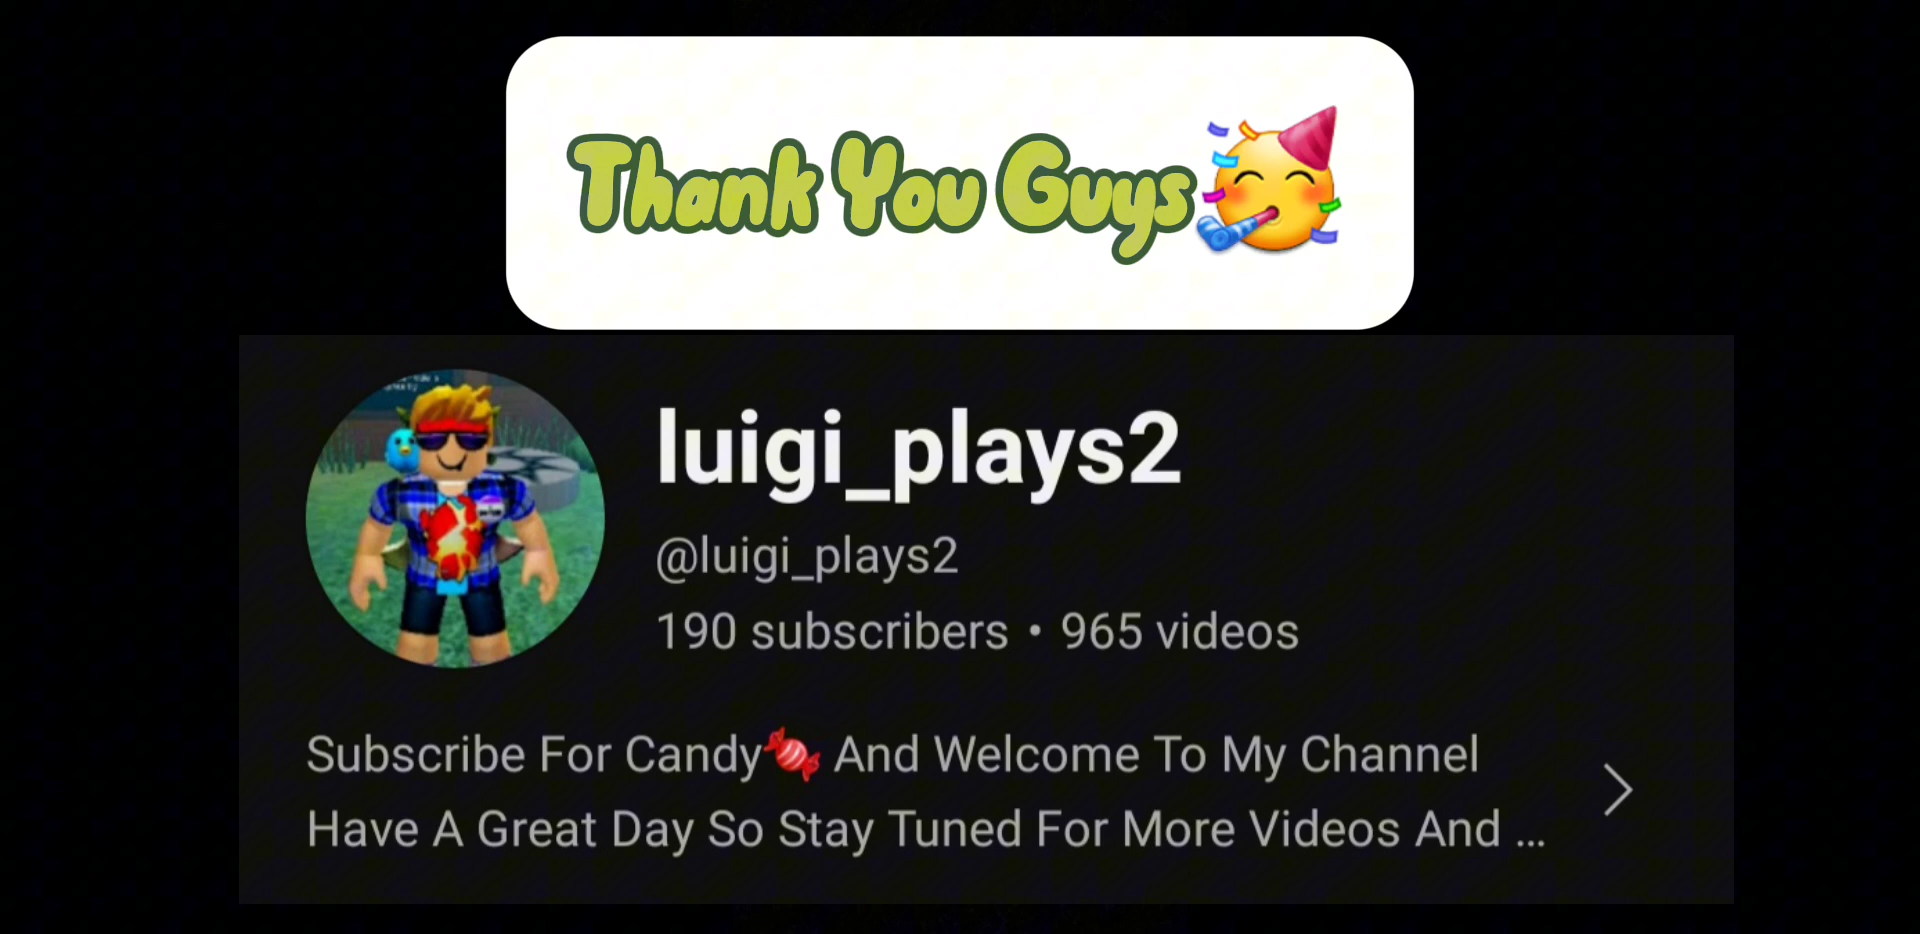 Thank You Guys🥳
luigi_plays2
@luigi_plays2
190 subscribers • 965 videos
Subscribe For Candy🍬 And Welcome To My Channel
Have A Great Day So Stay Tuned For More Videos And ...